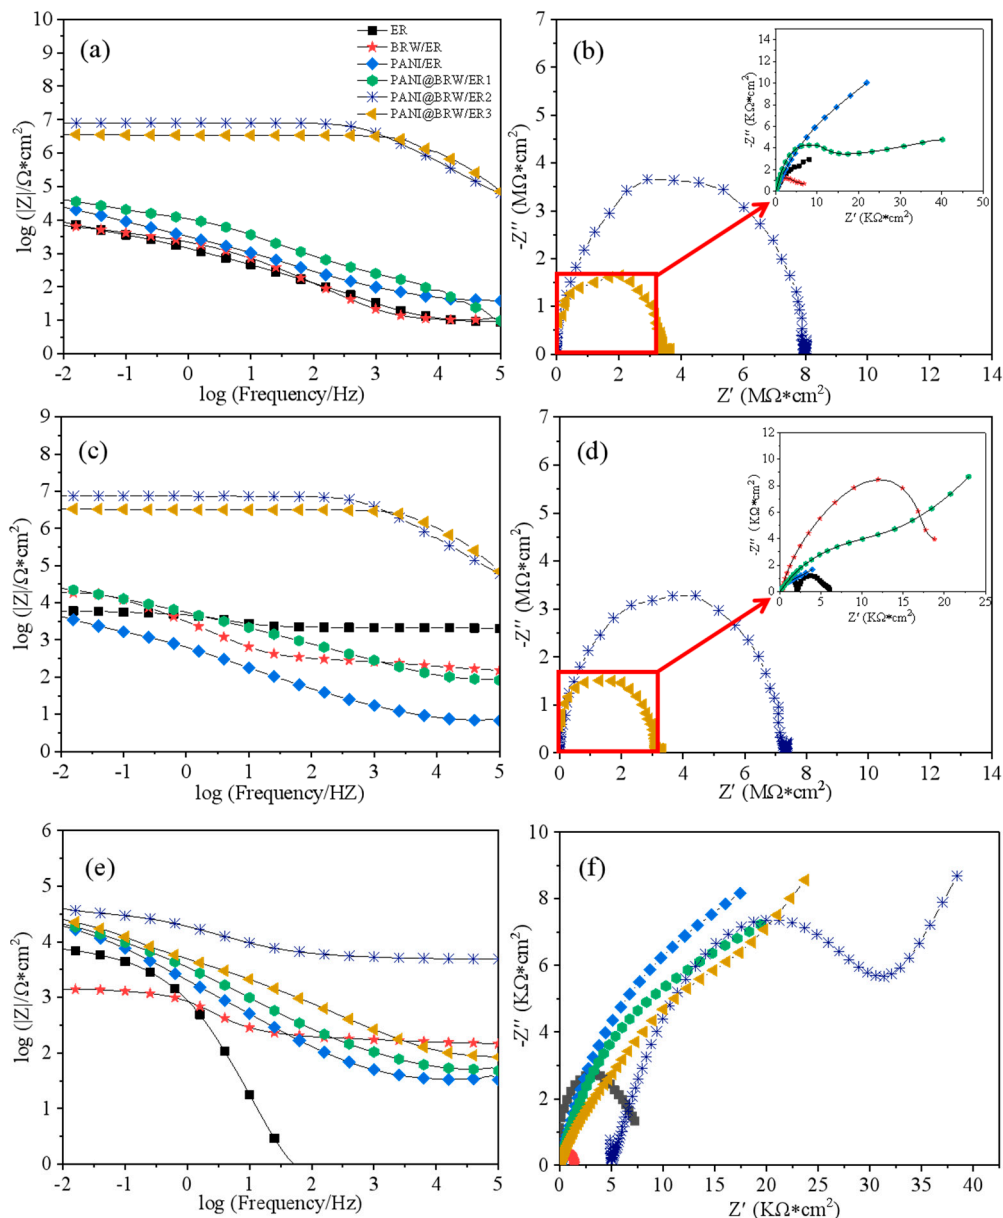 (a)
ER
BRW/ER
PANI/ER
PANI@BRW/ER1
PANI@BRW/ER2
PANI@BRW/ER3
log (|Z|/Ω*cm²)
10
9
8
7
6
5
4
3
2
1
0
-2 -1 0 1 2 3 4 5
log (Frequency/Hz)
(b)
-Z″ (MΩ*cm²)
7
6
5
4
3
2
1
0
0 2 4 6 8 10 12 14
Z′ (MΩ*cm²)
-Z″ (KΩ*cm²)
14
12
10
8
6
4
2
0
0 10 20 30 40 50
Z′ (KΩ*cm²)
(c)
log (|Z|/Ω*cm²)
9
8
7
6
5
4
3
2
1
0
-2 -1 0 1 2 3 4 5
log (Frequency/HZ)
(d)
-Z″ (MΩ*cm²)
7
6
5
4
3
2
1
0
0 2 4 6 8 10 12 14
Z′ (MΩ*cm²)
-Z″ (KΩ*cm²)
12
10
8
6
4
2
0
0 5 10 15 20 25
Z′ (KΩ*cm²)
(e)
log (|Z|/Ω*cm²)
6
5
4
3
2
1
0
-2 -1 0 1 2 3 4 5
log (Frequency/Hz)
(f)
-Z″ (KΩ*cm²)
10
8
6
4
2
0
0 5 10 15 20 25 30 35 40
Z′ (KΩ*cm²)